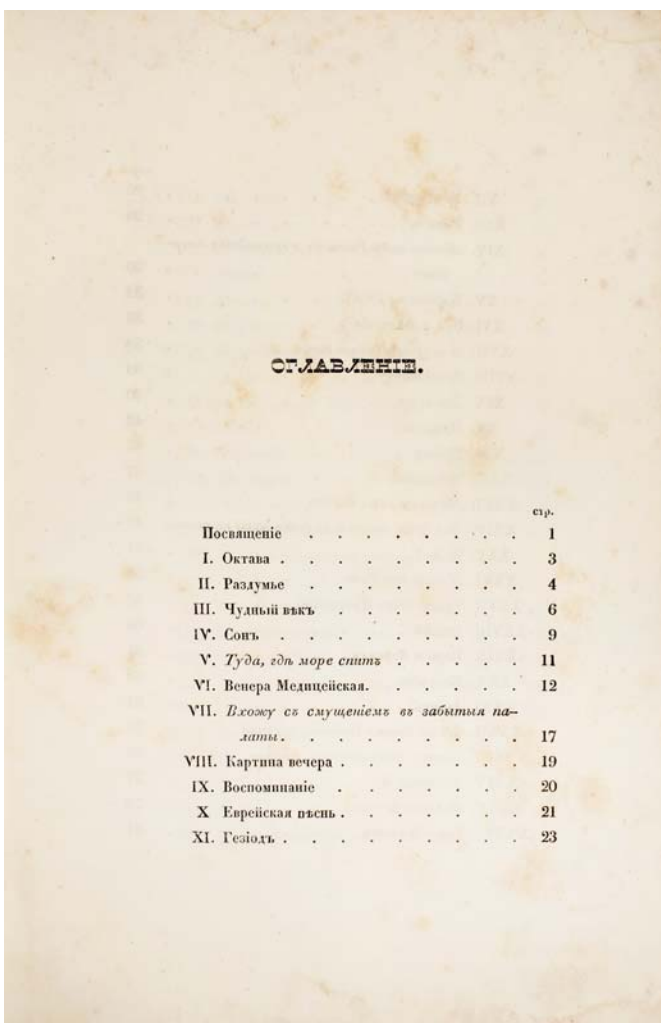 ОГЛАВЛЕНІЕ.
стр.
Посвященіе . . . . . . . . 1
I. Октава . . . . . . . . . 3
II. Раздумье . . . . . . . . 4
III. Чудный вѣкъ . . . . . . . 6
IV. Сонъ . . . . . . . . . 9
V. Туда, гдѣ море спитъ . . . . . 11
VI. Венера Медицейская. . . . . . 12
VII. Вхожу съ смущеніемъ въ забытыя па-
латы . . . . . . . . . 17
VIII. Картина вечера . . . . . . . 19
IX. Воспоминаніе . . . . . . . 20
X Еврейская пѣснь . . . . . . . 21
XI. Гезіодъ . . . . . . . . . 23